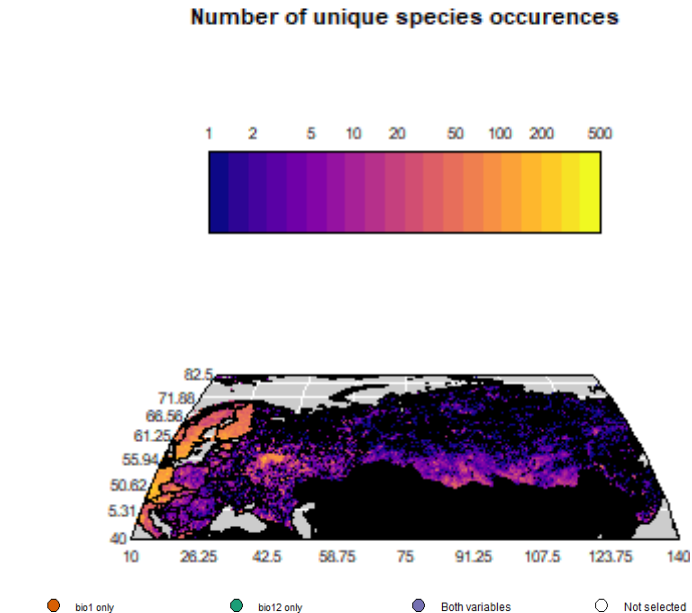 Number of unique species occurences
1 2 5 10 20 50 100 200 500
82.5
71.88
66.56
61.25
55.94
50.62
5.31
40
10 26.25 42.5 58.75 75 91.25 107.5 123.75 140
bio1 only bio12 only Both variables Not selected